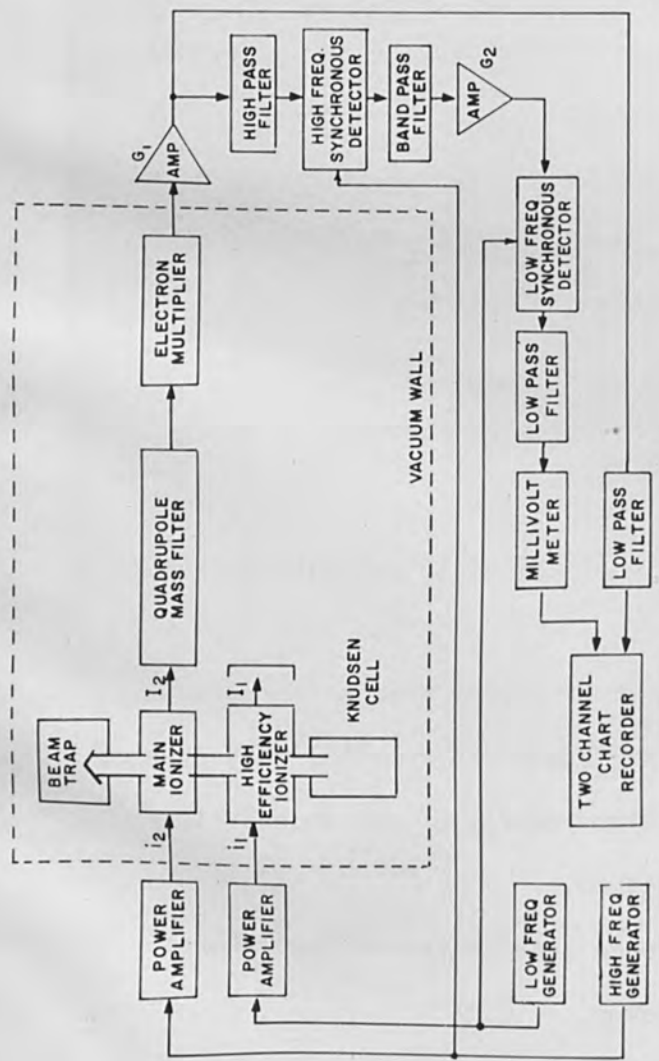 BEAM
TRAP
POWER
AMPLIFIER
i2
MAIN
IONIZER
I2
QUADRUPOLE
MASS FILTER
ELECTRON
MULTIPLIER
G1
AMP
POWER
AMPLIFIER
i1
HIGH
EFFICIENCY
IONIZER
I1
HIGH PASS
FILTER
KNUDSEN
CELL
HIGH FREQ.
SYNCHRONOUS
DETECTOR
VACUUM WALL
BAND PASS
FILTER
AMP
G2
LOW FREQ
GENERATOR
MILLIVOLT
METER
LOW PASS
FILTER
LOW FREQ
SYNCHRONOUS
DETECTOR
HIGH FREQ
GENERATOR
TWO CHANNEL
CHART
RECORDER
LOW PASS
FILTER